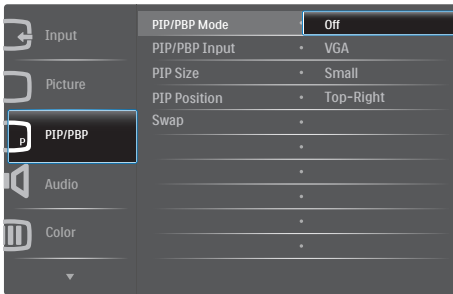 Input
Picture
PIP/PBP
Audio
Color
PIP/PBP Mode • Off
PIP/PBP Input • VGA
PIP Size • Small
PIP Position • Top-Right
Swap •